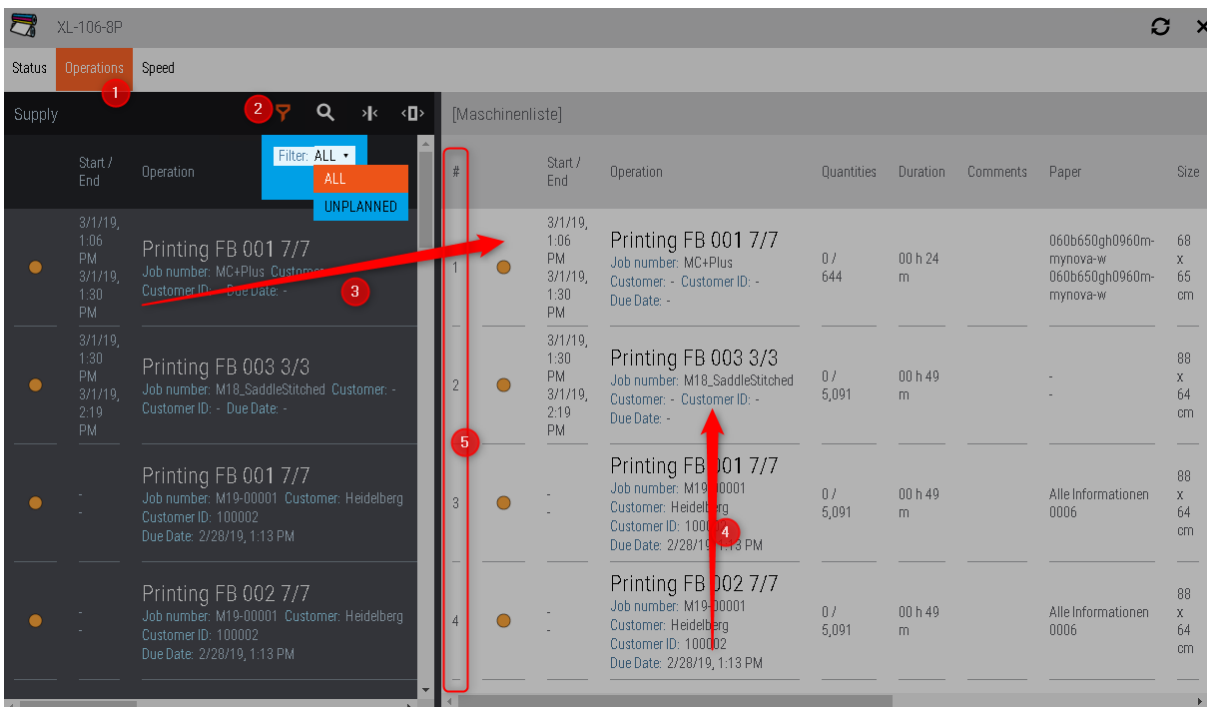 XL-106-8P
Status Operations Speed
1
Supply
2
Filter: ALL
ALL
UNPLANNED
Start /
End
Operation
3/1/19,
1:06
PM
3/1/19,
1:30
PM
Printing FB 001 7/7
Job number: MC+Plus Customer
Customer ID: - Due Date: -
3
3/1/19,
1:30
PM
3/1/19,
2:19
PM
Printing FB 003 3/3
Job number: M18_SaddleStitched Customer: -
Customer ID: - Due Date: -
-
-
Printing FB 001 7/7
Job number: M19-00001 Customer: Heidelberg
Customer ID: 100002
Due Date: 2/28/19, 1:13 PM
-
-
Printing FB 002 7/7
Job number: M19-00001 Customer: Heidelberg
Customer ID: 100002
Due Date: 2/28/19, 1:13 PM
[Maschinenliste]
#
Start /
End
Operation
Quantities
Duration
Comments
Paper
Size
1
3/1/19,
1:06
PM
3/1/19,
1:30
PM
Printing FB 001 7/7
Job number: MC+Plus
Customer: - Customer ID: -
Due Date: -
0 /
644
00 h 24
m
060b650gh0960m-
mynova-w
060b650gh0960m-
mynova-w
68
x
65
cm
2
3/1/19,
1:30
PM
3/1/19,
2:19
PM
Printing FB 003 3/3
Job number: M18_SaddleStitched
Customer: - Customer ID: -
Due Date: -
0 /
5,091
00 h 49
m
-
-
88
x
64
cm
5
3
-
-
Printing FB 001 7/7
Job number: M19-00001
Customer: Heidelberg
Customer ID: 100002
Due Date: 2/28/19, 1:13 PM
4
0 /
5,091
00 h 49
m
Alle Informationen
0006
88
x
64
cm
4
-
-
Printing FB 002 7/7
Job number: M19-00001
Customer: Heidelberg
Customer ID: 100002
Due Date: 2/28/19, 1:13 PM
0 /
5,091
00 h 49
m
Alle Informationen
0006
88
x
64
cm